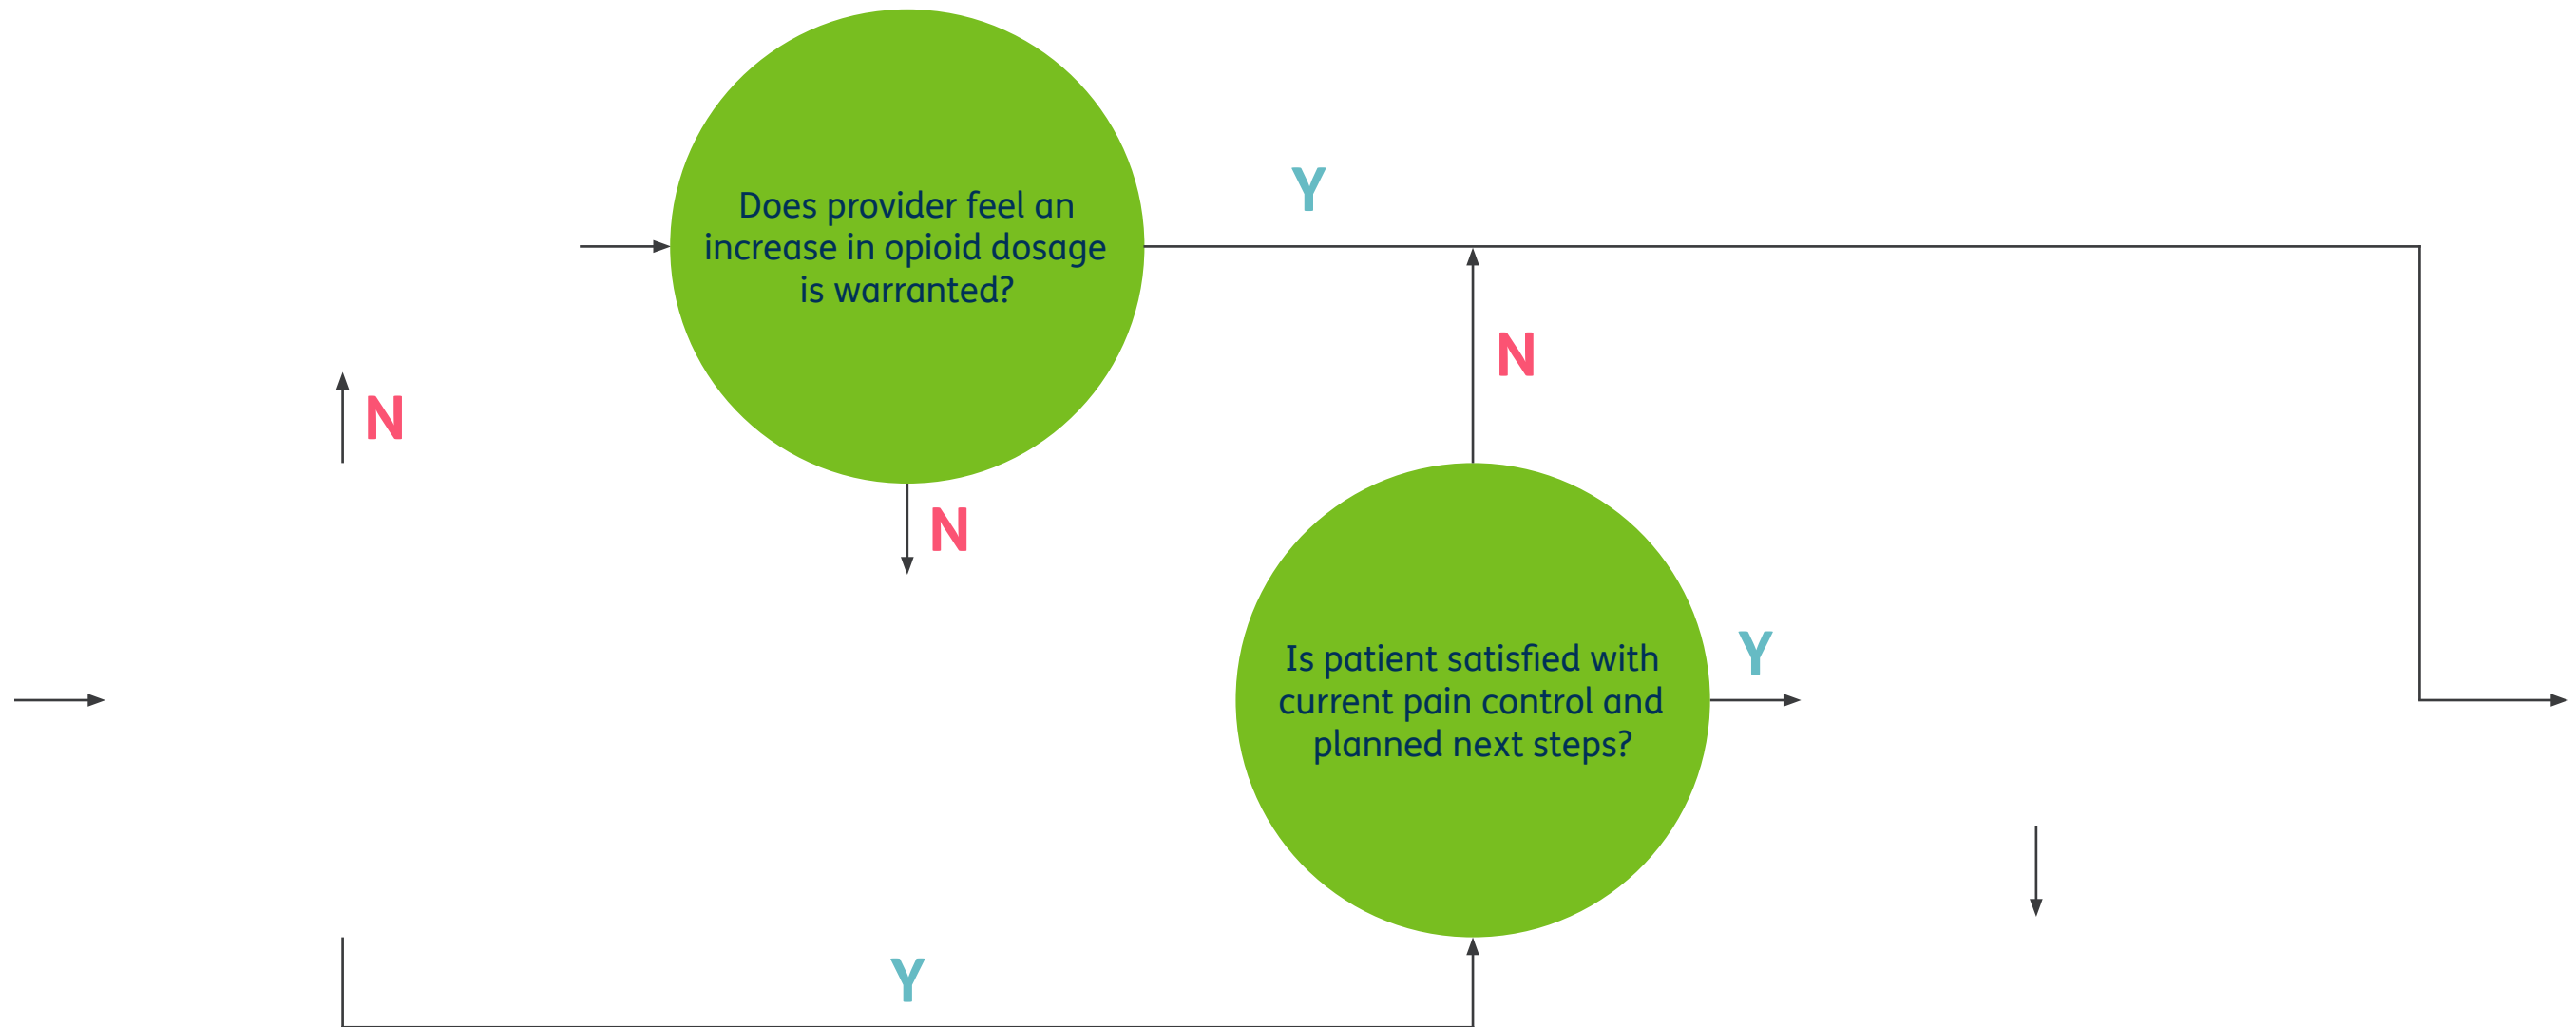 Does provider feel an
increase in opioid dosage
is warranted?
Y
N
N
N
Is patient satisfied with
current pain control and
planned next steps?
Y
Y